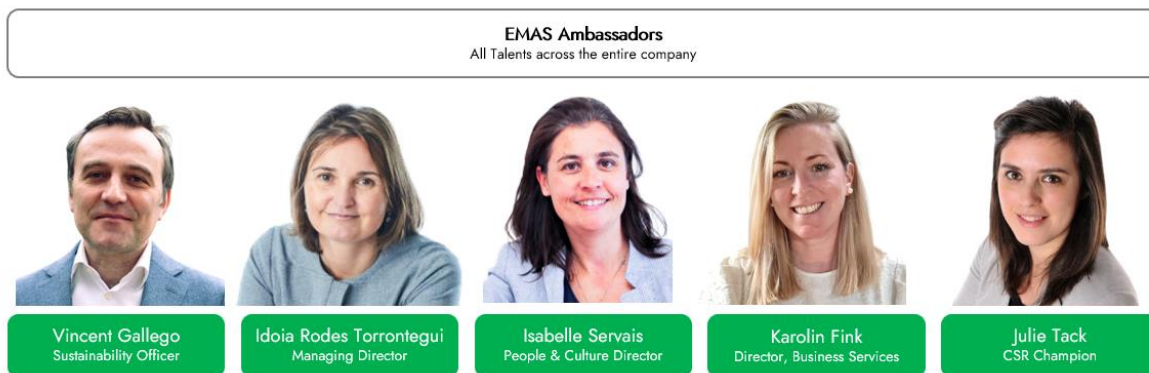 EMAS Ambassadors
All Talents across the entire company
Vincent Gallego
Sustainability Officer
Idoia Rodes Torrontegui
Managing Director
Isabelle Servais
People & Culture Director
Karolin Fink
Director, Business Services
Julie Tack
CSR Champion